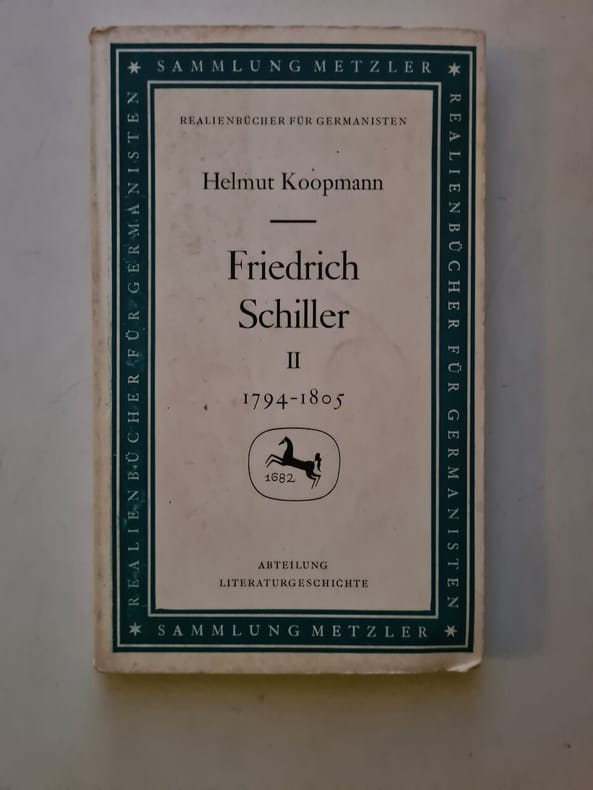 SAMMLUNG METZLER
REALIENBÜCHER FÜR GERMANISTEN
REALIENBÜCHER FÜR GERMANISTEN
Helmut Koopmann
Friedrich
Schiller
II
1794-1805
1682
ABTEILUNG
LITERATURGESCHICHTE
REALIENBÜCHER FÜR GERMANISTEN
SAMMLUNG METZLER